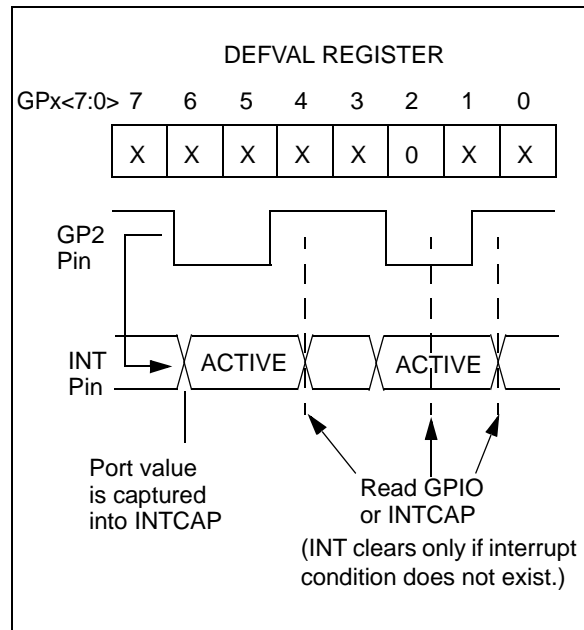 DEFVAL REGISTER
GPx<7:0> 7 6 5 4 3 2 1 0
X X X X X 0 X X
GP2
Pin
INT
Pin
ACTIVE
ACTIVE
Port value
is captured
into INTCAP
Read GPIO
or INTCAP
(INT clears only if interrupt
condition does not exist.)